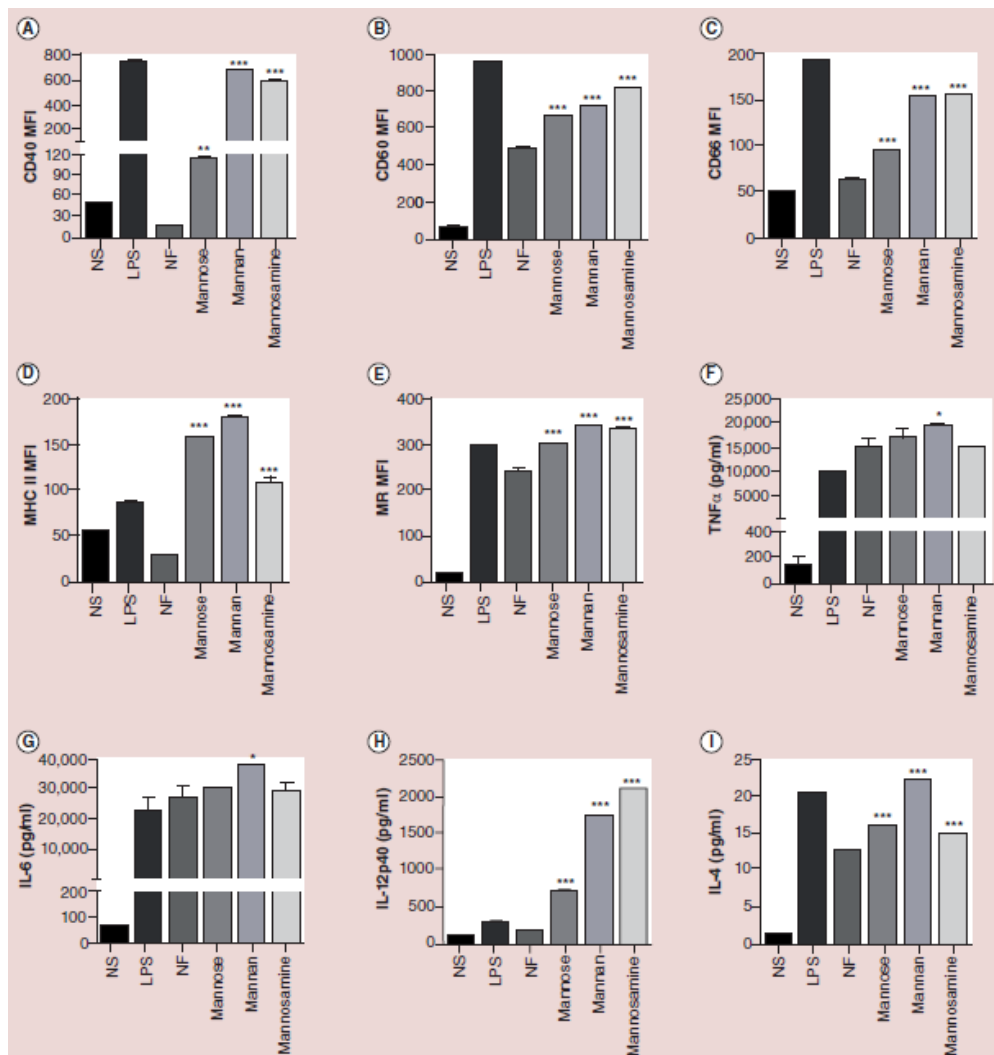 A
CD40 MFI
800
600
400
200
120
90
60
30
0
**
***
***
NS
LPS
NF
Mannose
Mannan
Mannosamine
B
CD60 MFI
1000
800
600
400
200
0
***
***
***
NS
LPS
NF
Mannose
Mannan
Mannosamine
C
CD66 MFI
200
150
100
50
0
***
***
***
NS
LPS
NF
Mannose
Mannan
Mannosamine
D
MHC II MFI
200
150
100
50
0
***
***
***
NS
LPS
NF
Mannose
Mannan
Mannosamine
E
MR MFI
400
300
200
100
0
***
***
***
NS
LPS
NF
Mannose
Mannan
Mannosamine
F
TNFα (pg/ml)
25,000
20,000
15,000
10,000
5000
400
200
0
*
NS
LPS
NF
Mannose
Mannan
Mannosamine
G
IL-6 (pg/ml)
40,000
30,000
20,000
10,000
200
100
0
*
NS
LPS
NF
Mannose
Mannan
Mannosamine
H
IL-12p40 (pg/ml)
2500
2000
1500
1000
500
0
***
***
***
NS
LPS
NF
Mannose
Mannan
Mannosamine
I
IL-4 (pg/ml)
25
20
15
10
5
0
***
***
***
NS
LPS
NF
Mannose
Mannan
Mannosamine